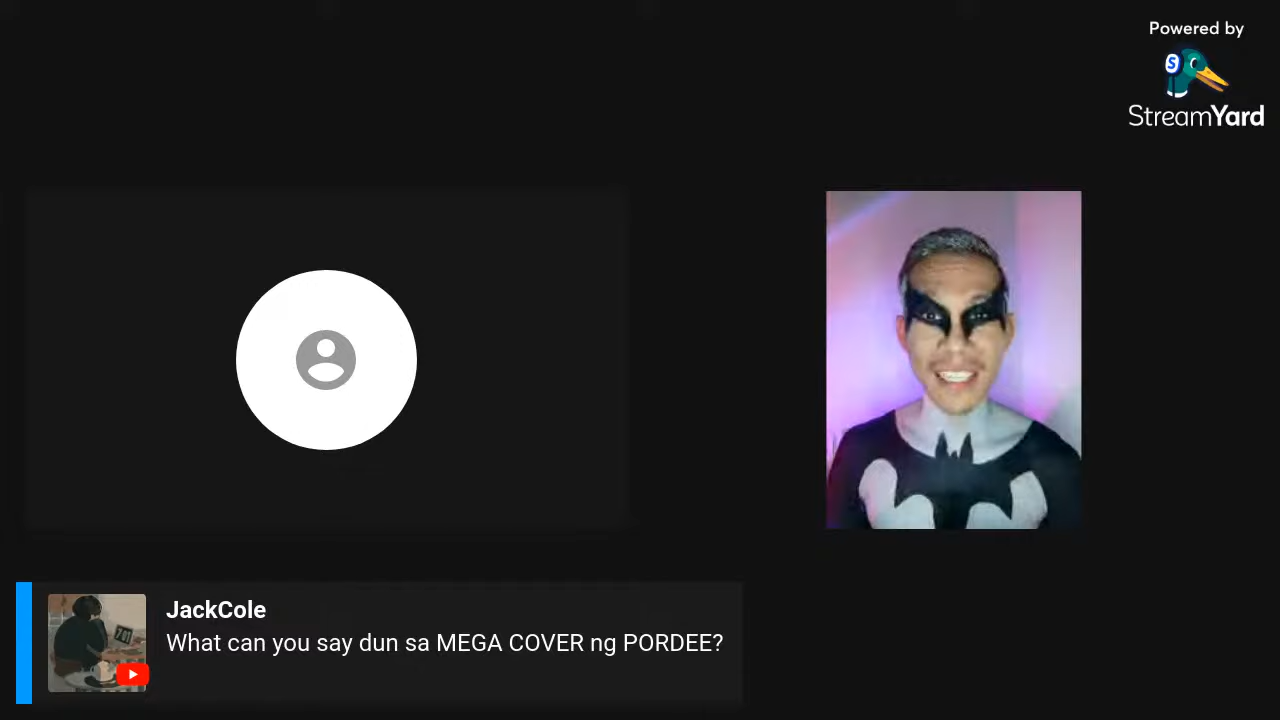 Powered by
StreamYard
JackCole
What can you say dun sa MEGA COVER ng PORDEE?